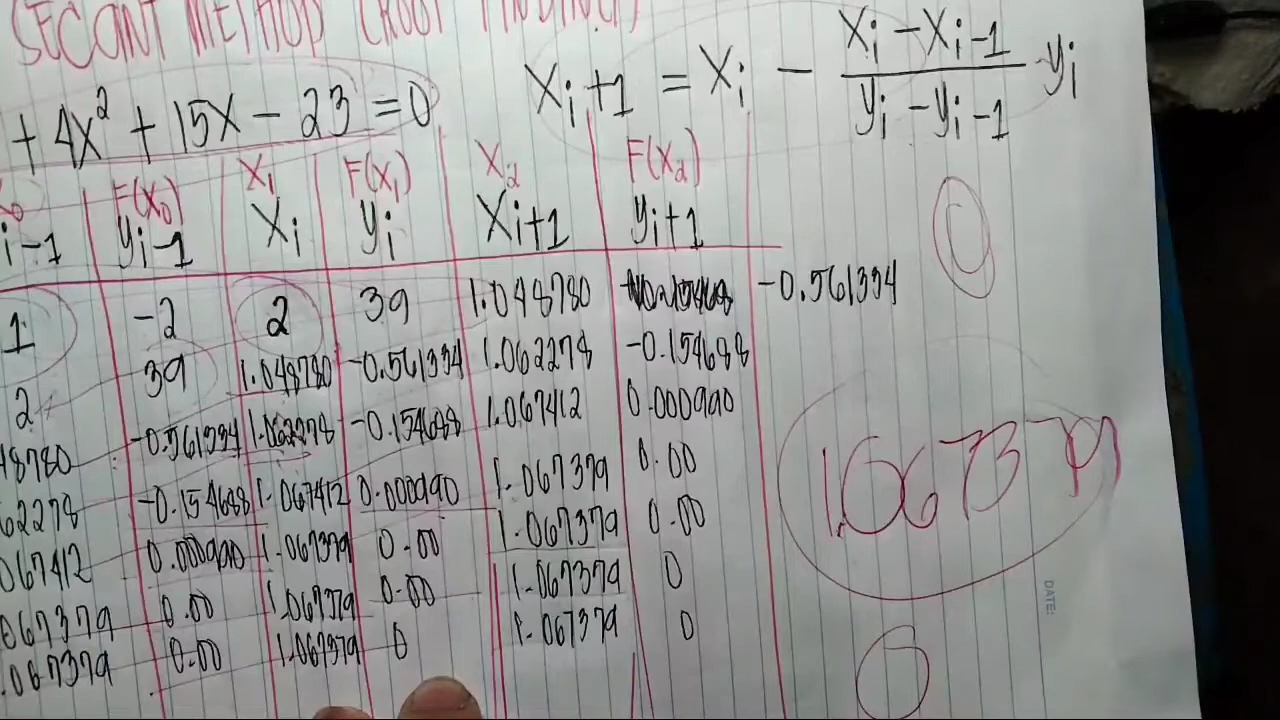 SECANT METHOD (ROOT FINDING)
+ 4x² + 15x - 23 = 0
Xi+1 = Xi - (Xi - Xi-1)/(yi - yi-1) yi
X0 F(X0) X1 F(X1) X2 F(X2)
i-1 yi-1 Xi yi Xi+1 yi+1
1 -2 2 39 1.048780 -0.561334
2 39 1.048780 -0.561334 1.062278 -0.154688
48780 -0.561334 1.062278 -0.154688 1.067412 0.000990
62278 -0.154688 1.067412 0.000990 1.067379 0.00
067412 0.000990 1.067379 0.00 1.067379 0.00
067379 0.00 1.067379 0.00 1.067379 0
.067379 0.00 1.067379 0 1.067379 0
1.067379
DATE: